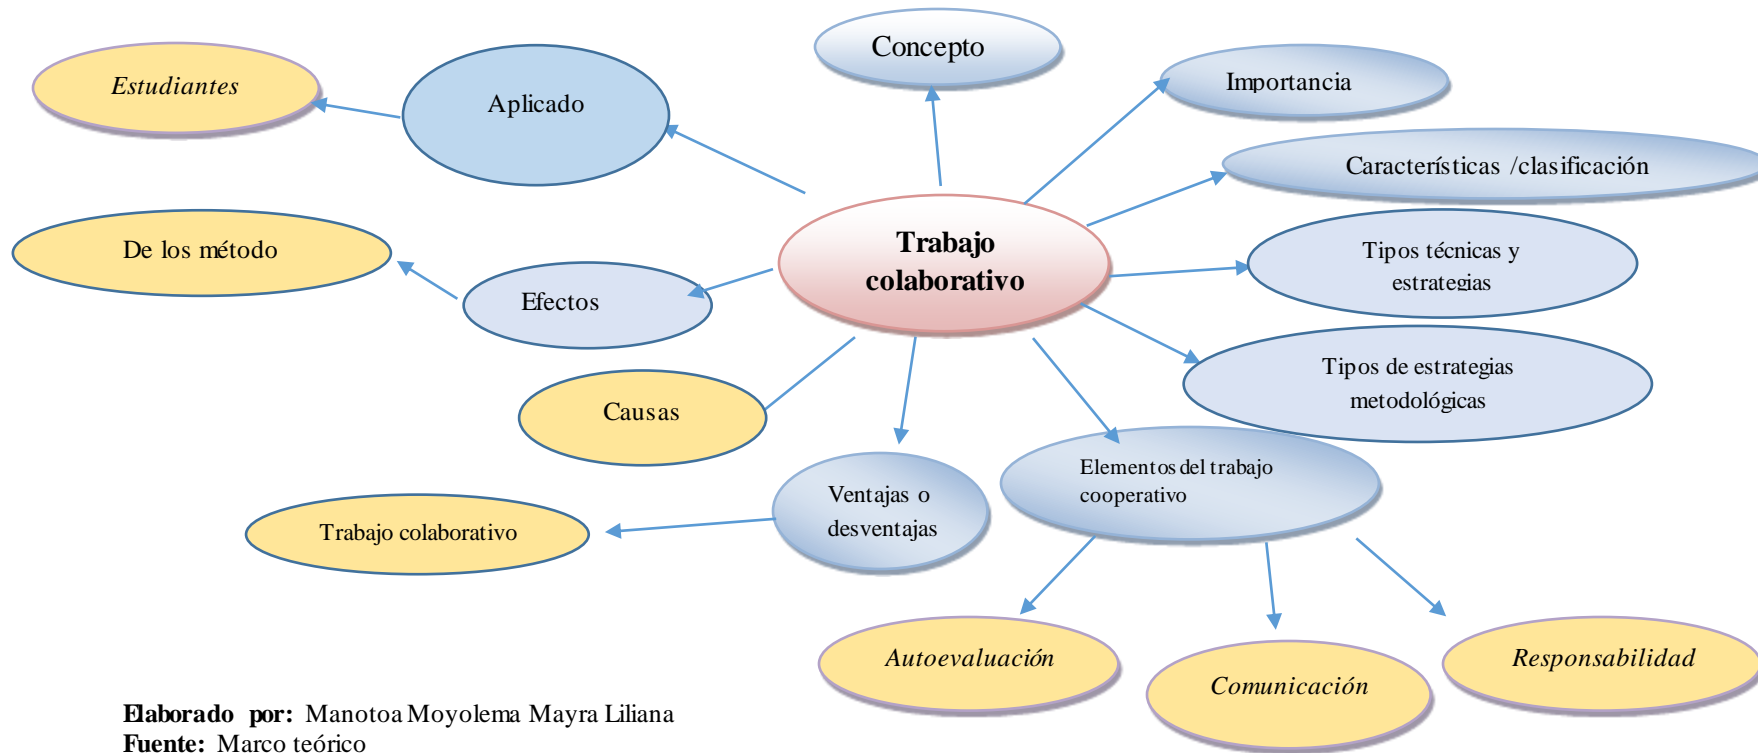 Concepto
Estudiantes
Aplicado
Importancia
Características /clasificación
Trabajo
colaborativo
De los método
Efectos
Tipos técnicas y
estrategias
Tipos de estrategias
metodológicas
Causas
Elementos del trabajo
cooperativo
Ventajas o
desventajas
Trabajo colaborativo
Autoevaluación
Comunicación
Responsabilidad
Elaborado por: Manotoa Moyolema Mayra Liliana
Fuente: Marco teórico